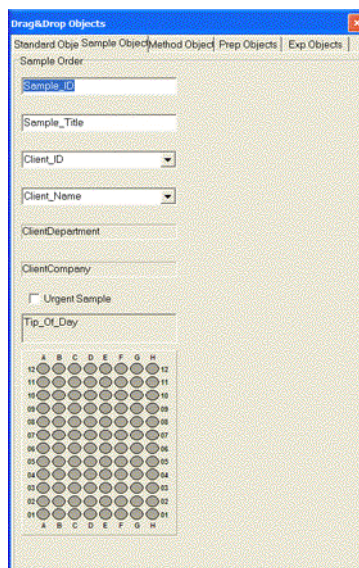 Drag&Drop Objects
Standard Obje Sample Object Method Object Prep Objects Exp Objects
Sample Order
Sample_ID
Sample_Title
Client_ID
Client_Name
ClientDepartment
ClientCompany
Urgent Sample
Tip_Of_Day
A B C D E F G H
12 12
11 11
10 10
09 09
08 08
07 07
06 06
05 05
04 04
03 03
02 02
01 01
A B C D E F G H